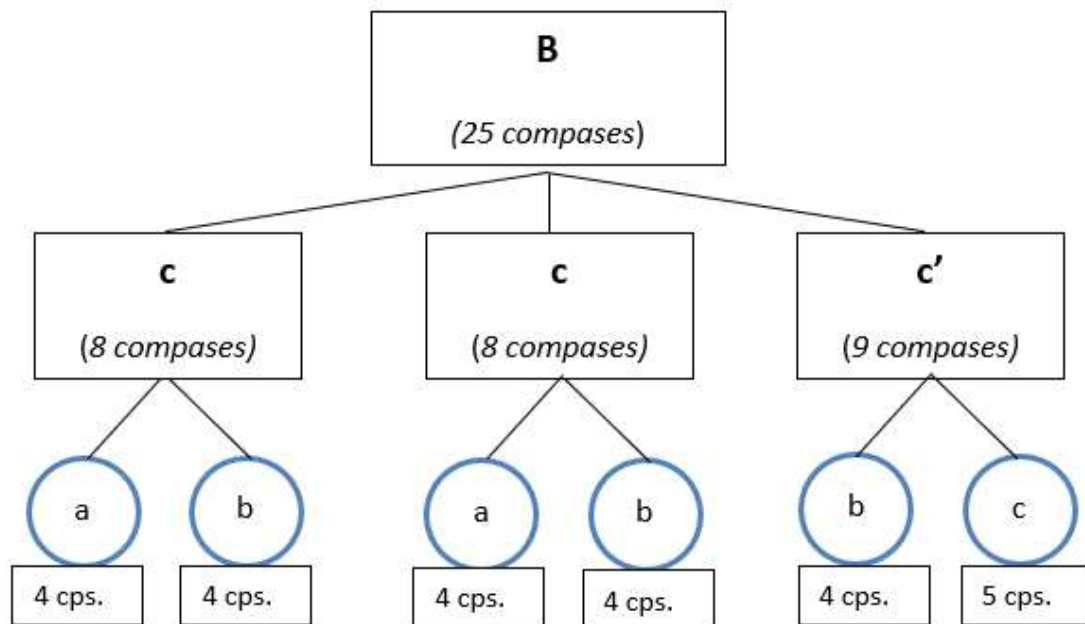 B
(25 compases)
c
c
c’
(8 compases)
(8 compases)
(9 compases)
a
b
a
b
b
c
4 cps.
4 cps.
4 cps.
4 cps.
4 cps.
5 cps.